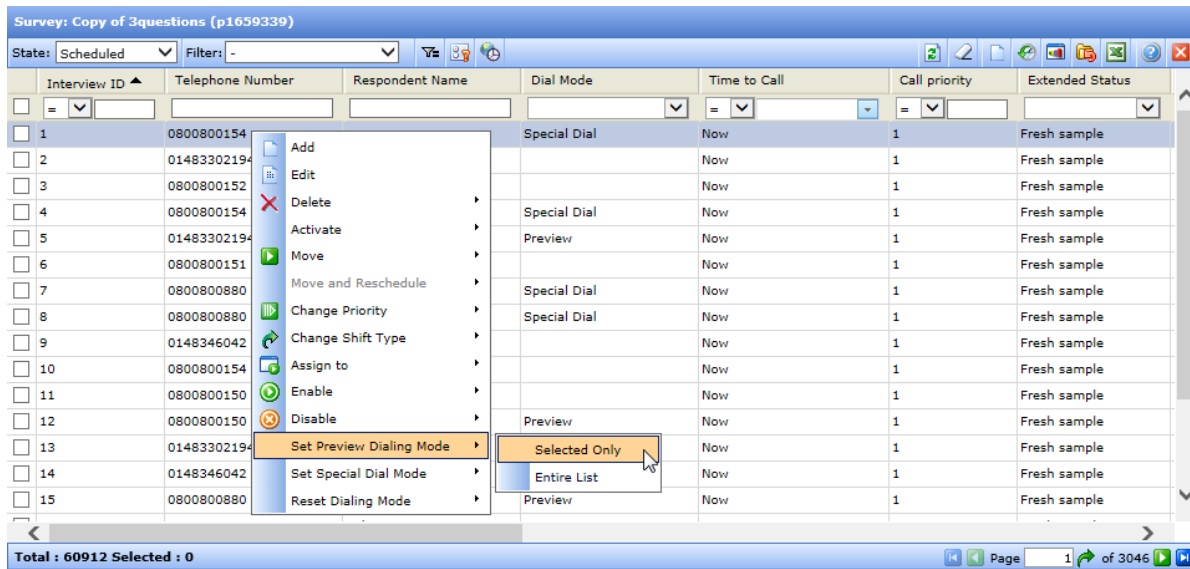 Survey: Copy of 3questions (p1659339)
State: Scheduled Filter: -
Interview ID Telephone Number Respondent Name Dial Mode Time to Call Call priority Extended Status
= = =
1 0800800154 Special Dial Now 1 Fresh sample
Add
2 01483302194 Now 1 Fresh sample
Edit
3 0800800152 Now 1 Fresh sample
Delete
4 0800800154 Special Dial Now 1 Fresh sample
Activate
5 01483302194 Preview Now 1 Fresh sample
Move
6 0800800151 Now 1 Fresh sample
Move and Reschedule
7 0800800880 Special Dial Now 1 Fresh sample
Change Priority
8 0800800880 Special Dial Now 1 Fresh sample
Change Shift Type
9 0148346042 Now 1 Fresh sample
Assign to
10 0800800154 Now 1 Fresh sample
Enable
11 0800800150 Now 1 Fresh sample
Disable
12 0800800150 Preview Now 1 Fresh sample
Set Preview Dialing Mode Selected Only
13 01483302194 Now 1 Fresh sample
Set Special Dial Mode Entire List
14 0148346042 Now 1 Fresh sample
Reset Dialing Mode
15 0800800880 Preview Now 1 Fresh sample
Total : 60912 Selected : 0 Page 1 of 3046